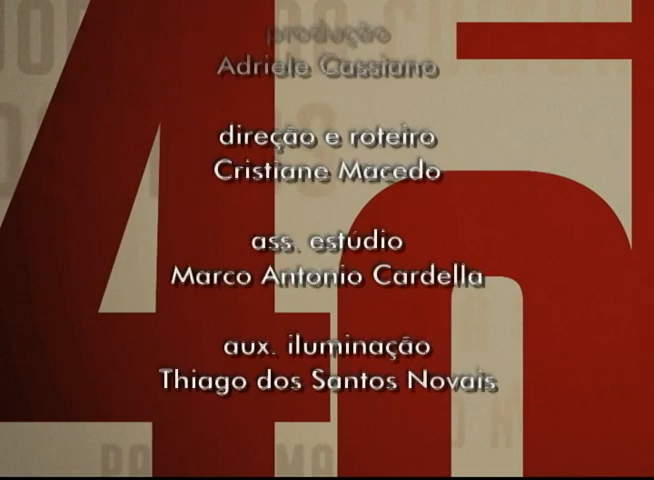 produção
Adriele Cassiano
direção e roteiro
Cristiane Macedo
ass. estúdio
Marco Antonio Cardella
aux. iluminação
Thiago dos Santos Novais